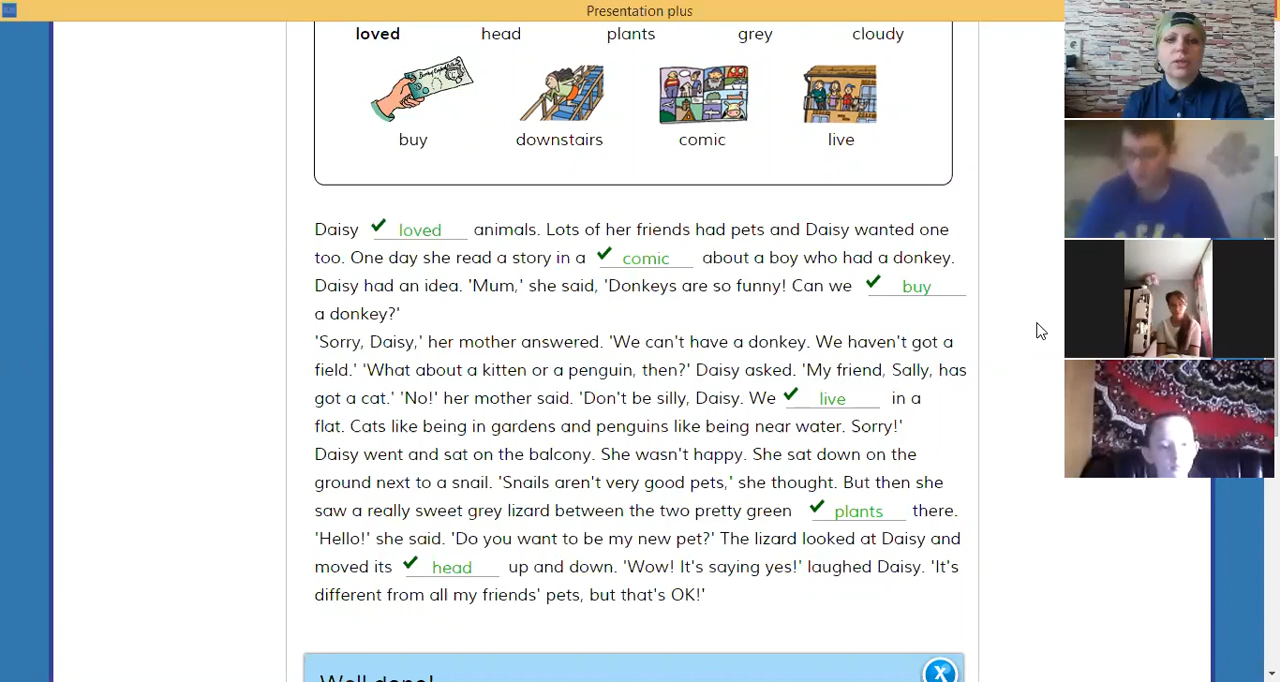 Presentation plus
loved head plants grey cloudy
buy downstairs comic live
Daisy loved animals. Lots of her friends had pets and Daisy wanted one
too. One day she read a story in a comic about a boy who had a donkey.
Daisy had an idea. 'Mum,' she said, 'Donkeys are so funny! Can we buy
a donkey?'
'Sorry, Daisy,' her mother answered. 'We can't have a donkey. We haven't got a
field.' 'What about a kitten or a penguin, then?' Daisy asked. 'My friend, Sally, has
got a cat.' 'No!' her mother said. 'Don't be silly, Daisy. We live in a
flat. Cats like being in gardens and penguins like being near water. Sorry!'
Daisy went and sat on the balcony. She wasn't happy. She sat down on the
ground next to a snail. 'Snails aren't very good pets,' she thought. But then she
saw a really sweet grey lizard between the two pretty green plants there.
'Hello!' she said. 'Do you want to be my new pet?' The lizard looked at Daisy and
moved its head up and down. 'Wow! It's saying yes!' laughed Daisy. 'It's
different from all my friends' pets, but that's OK!'
Well done!
X